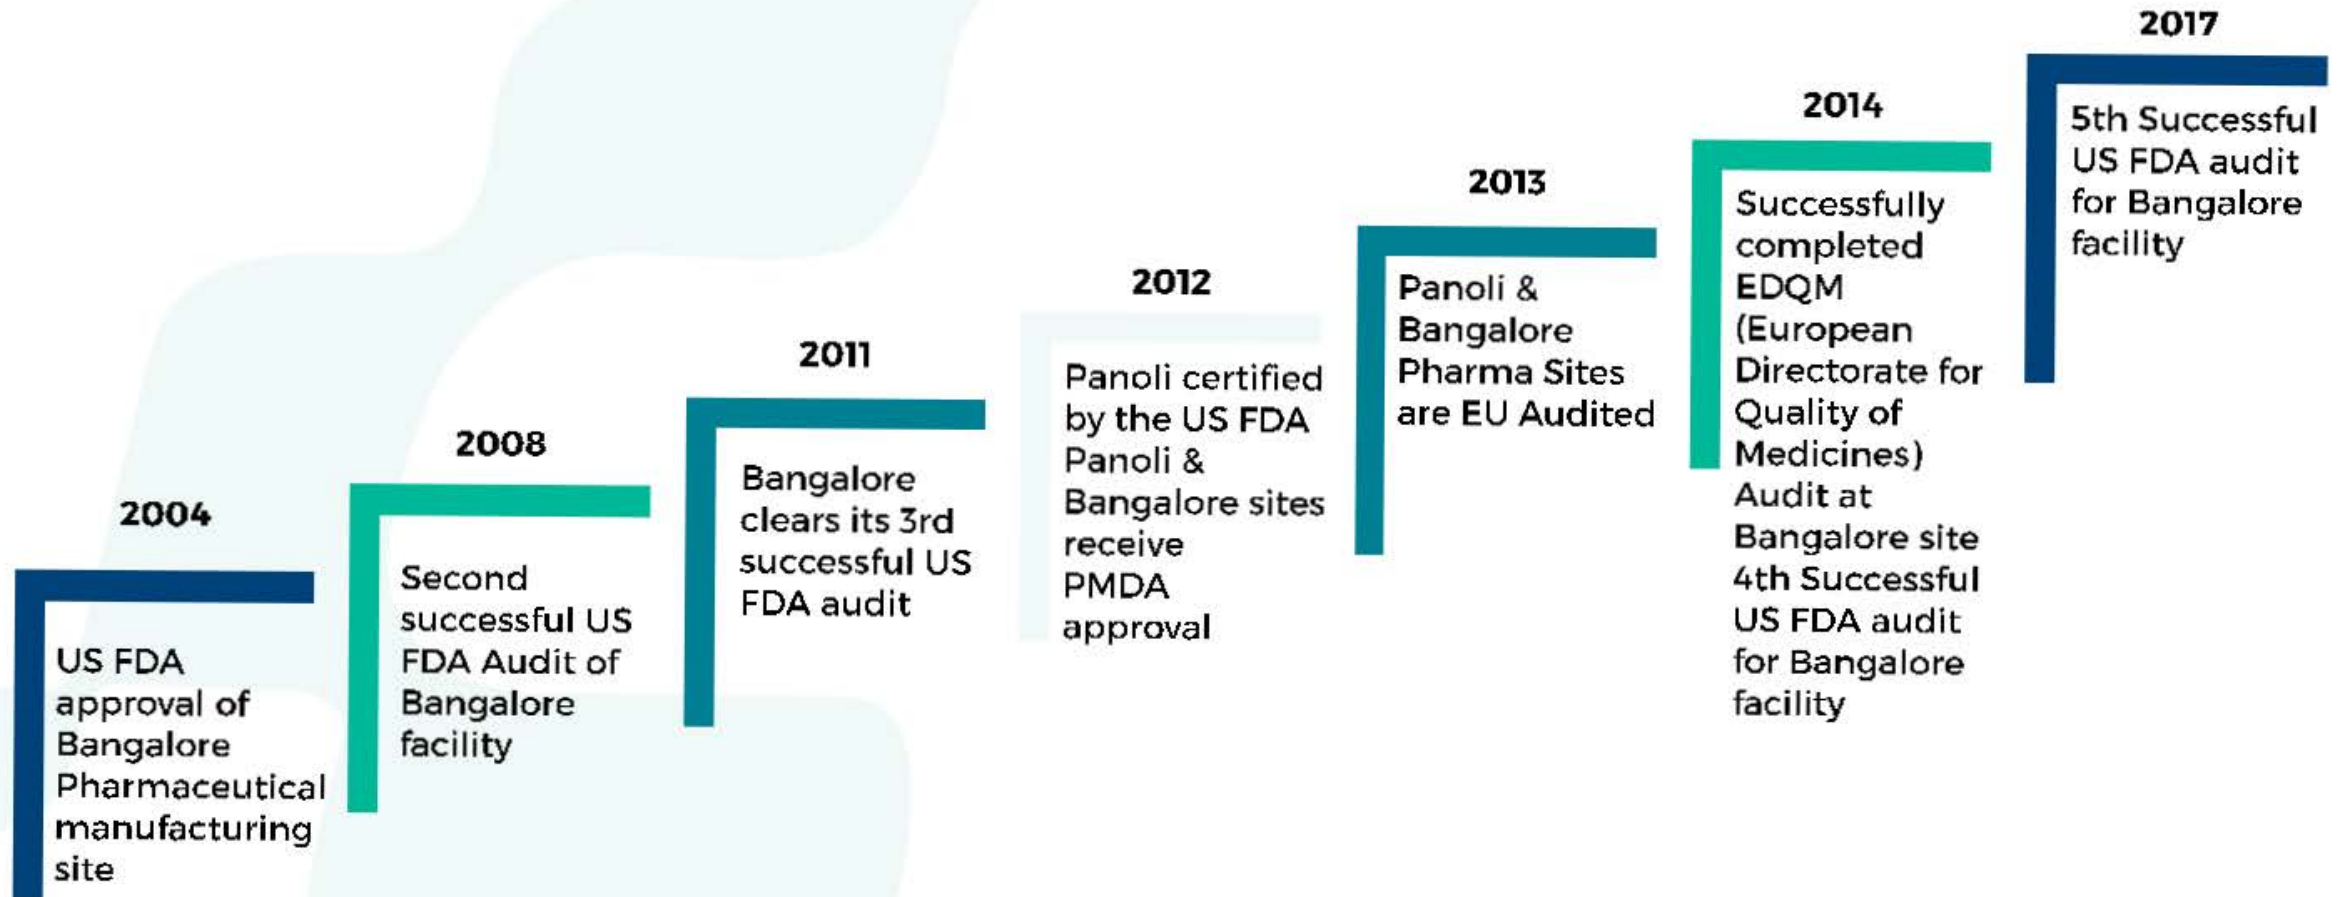 2004
US FDA
approval of
Bangalore
Pharmaceutical
manufacturing
site
2008
Second
successful US
FDA Audit of
Bangalore
facility
2011
Bangalore
clears its 3rd
successful US
FDA audit
2012
Panoli certified
by the US FDA
Panoli &
Bangalore sites
receive
PMDA
approval
2013
Panoli &
Bangalore
Pharma Sites
are EU Audited
2014
Successfully
completed
EDQM
(European
Directorate for
Quality of
Medicines)
Audit at
Bangalore site
4th Successful
US FDA audit
for Bangalore
facility
2017
5th Successful
US FDA audit
for Bangalore
facility